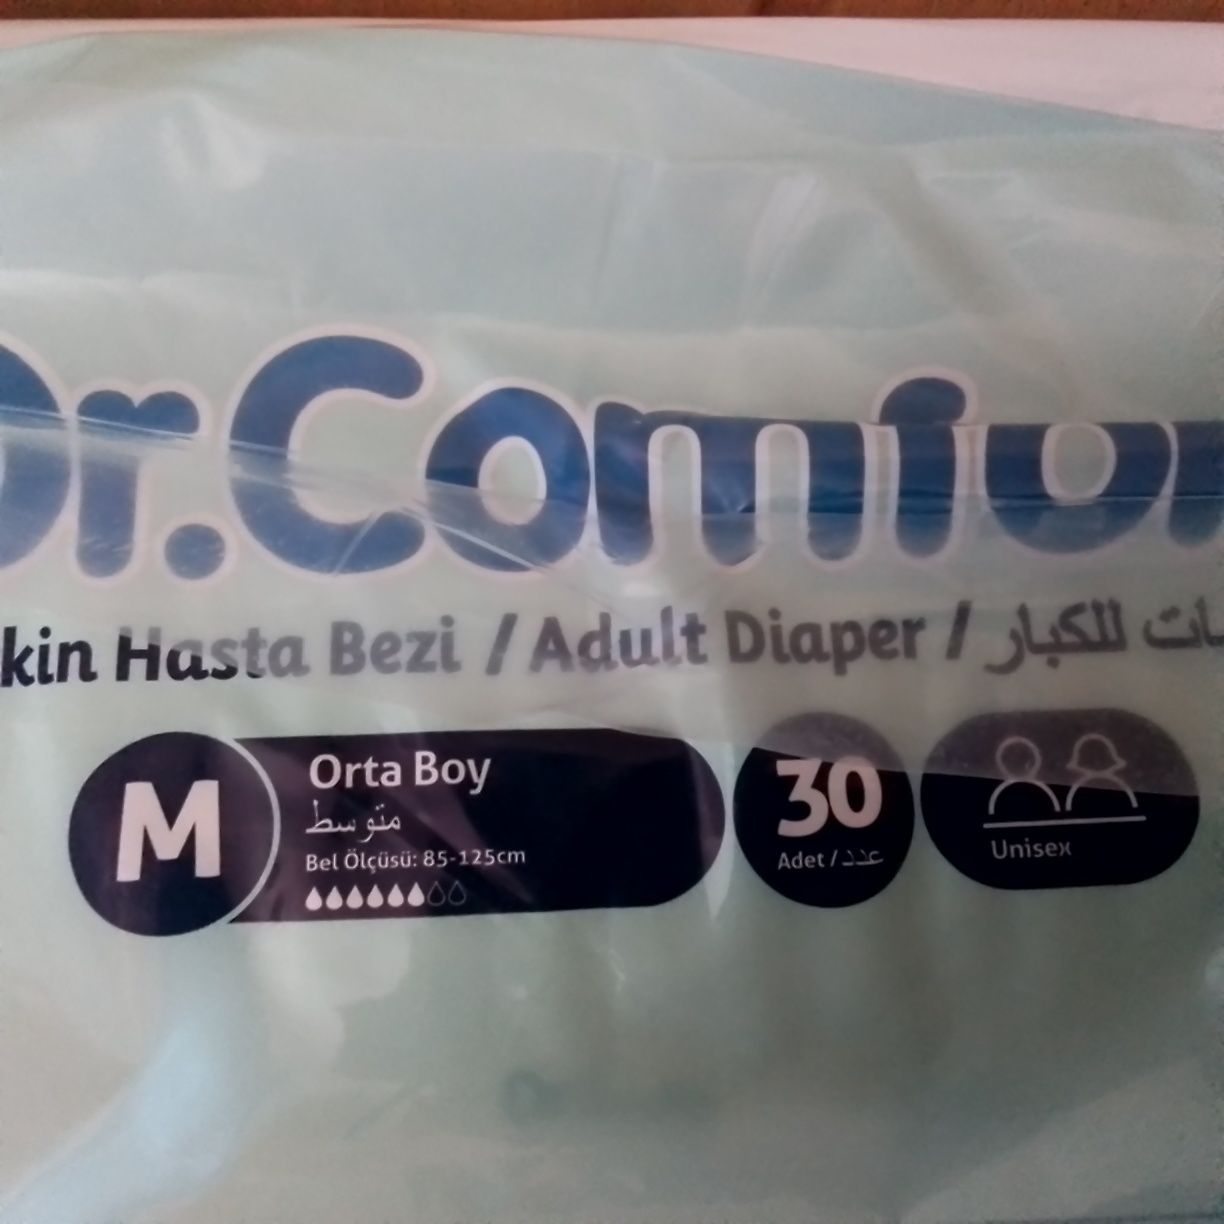 Dr.Comfor
kin Hasta Bezi / Adult Diaper / ات للكبار
M
Orta Boy
متوسط
Bel Ölçüsü: 85-125cm
30
Adet / عدد
Unisex